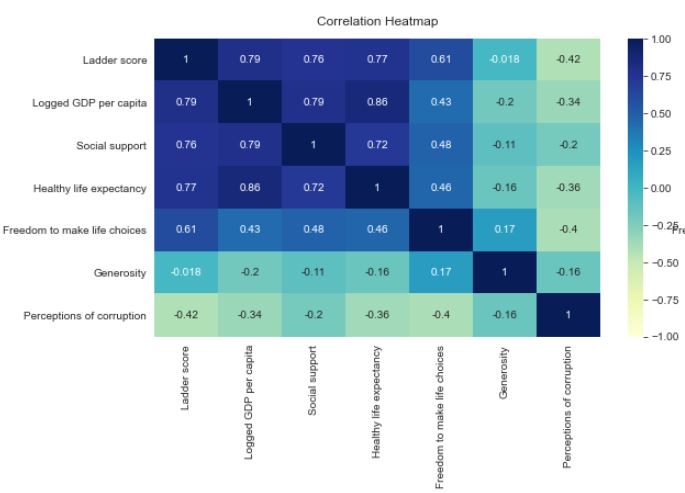 Correlation Heatmap
Ladder score 1 0.79 0.76 0.77 0.61 -0.018 -0.42
Logged GDP per capita 0.79 1 0.79 0.86 0.43 -0.2 -0.34
Social support 0.76 0.79 1 0.72 0.48 -0.11 -0.2
Healthy life expectancy 0.77 0.86 0.72 1 0.46 -0.16 -0.36
Freedom to make life choices 0.61 0.43 0.48 0.46 1 0.17 -0.4
Generosity -0.018 -0.2 -0.11 -0.16 0.17 1 -0.16
Perceptions of corruption -0.42 -0.34 -0.2 -0.36 -0.4 -0.16 1
Ladder score
Logged GDP per capita
Social support
Healthy life expectancy
Freedom to make life choices
Generosity
Perceptions of corruption
1.00
0.75
0.50
0.25
0.00
-0.25
-0.50
-0.75
-1.00